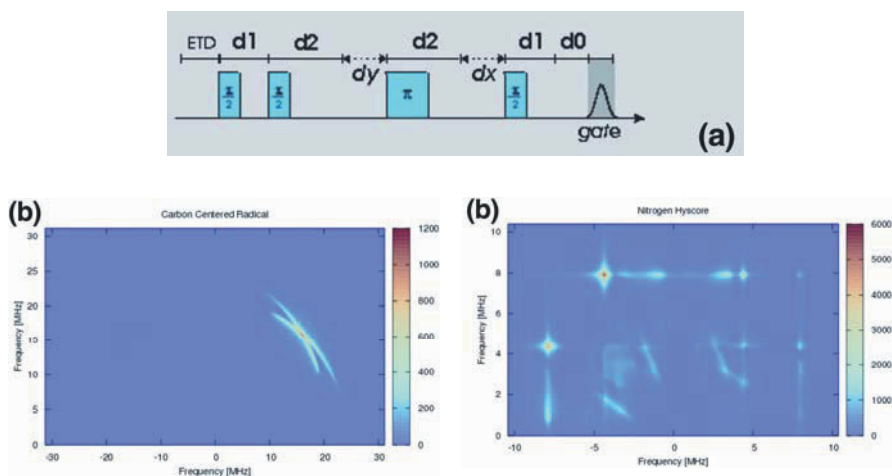 ETD d1 d2 d2 d1 d0
dy dx
π/2 π/2 π π/2
gate
(a)
(b)
Carbon Centered Radical
30
25
20
15
10
5
0
Frequency [MHz]
-30 -20 -10 0 10 20 30
Frequency [MHz]
1200
1000
800
600
400
200
0
(b)
Nitrogen Hyscore
10
8
6
4
2
0
Frequency [MHz]
-10 -5 0 5 10
Frequency [MHz]
6000
5000
4000
3000
2000
1000
0